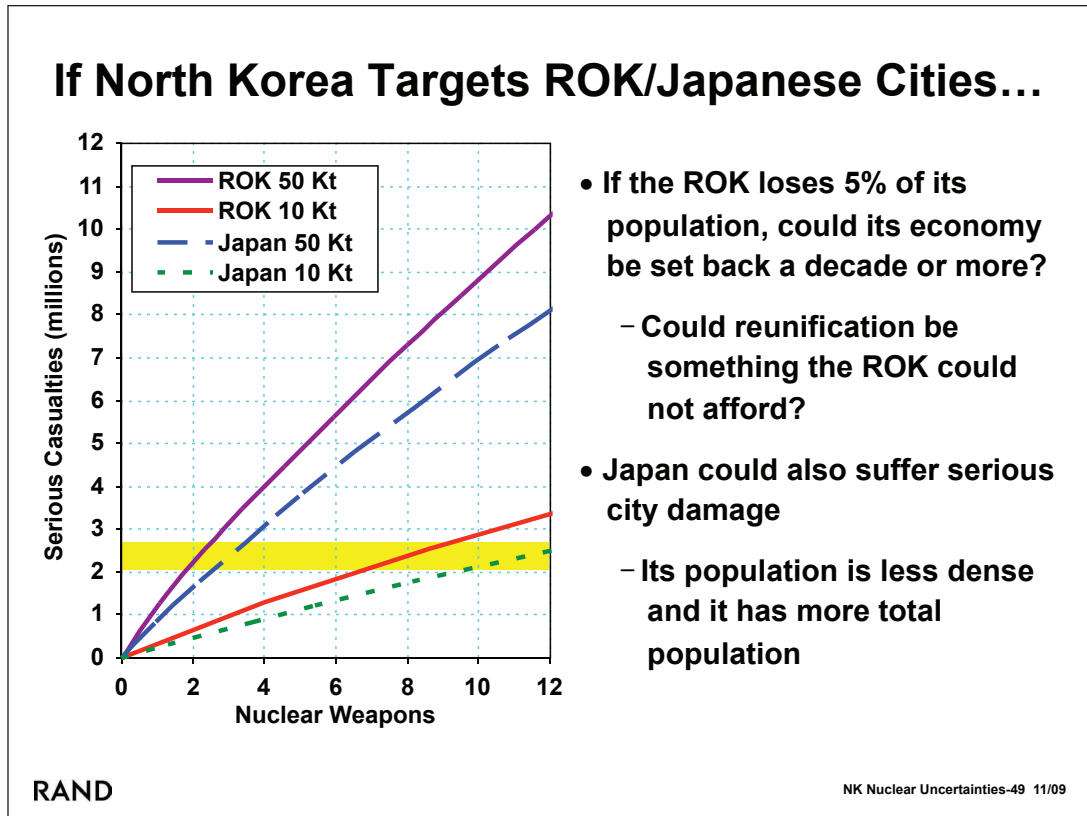 If North Korea Targets ROK/Japanese Cities…
12
11
10
9
8
7
6
5
4
3
2
1
0
Serious Casualties (millions)
ROK 50 Kt
ROK 10 Kt
Japan 50 Kt
Japan 10 Kt
0 2 4 6 8 10 12
Nuclear Weapons
• If the ROK loses 5% of its
population, could its economy
be set back a decade or more?
– Could reunification be
something the ROK could
not afford?
• Japan could also suffer serious
city damage
– Its population is less dense
and it has more total
population
RAND
NK Nuclear Uncertainties-49 11/09